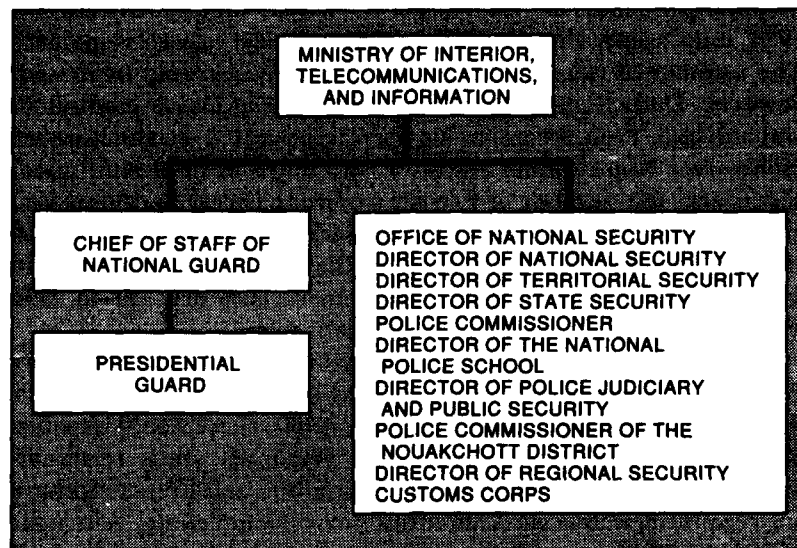 MINISTRY OF INTERIOR,
TELECOMMUNICATIONS,
AND INFORMATION
CHIEF OF STAFF OF
NATIONAL GUARD
PRESIDENTIAL
GUARD
OFFICE OF NATIONAL SECURITY
DIRECTOR OF NATIONAL SECURITY
DIRECTOR OF TERRITORIAL SECURITY
DIRECTOR OF STATE SECURITY
POLICE COMMISSIONER
DIRECTOR OF THE NATIONAL
POLICE SCHOOL
DIRECTOR OF POLICE JUDICIARY
AND PUBLIC SECURITY
POLICE COMMISSIONER OF THE
NOUAKCHOTT DISTRICT
DIRECTOR OF REGIONAL SECURITY
CUSTOMS CORPS